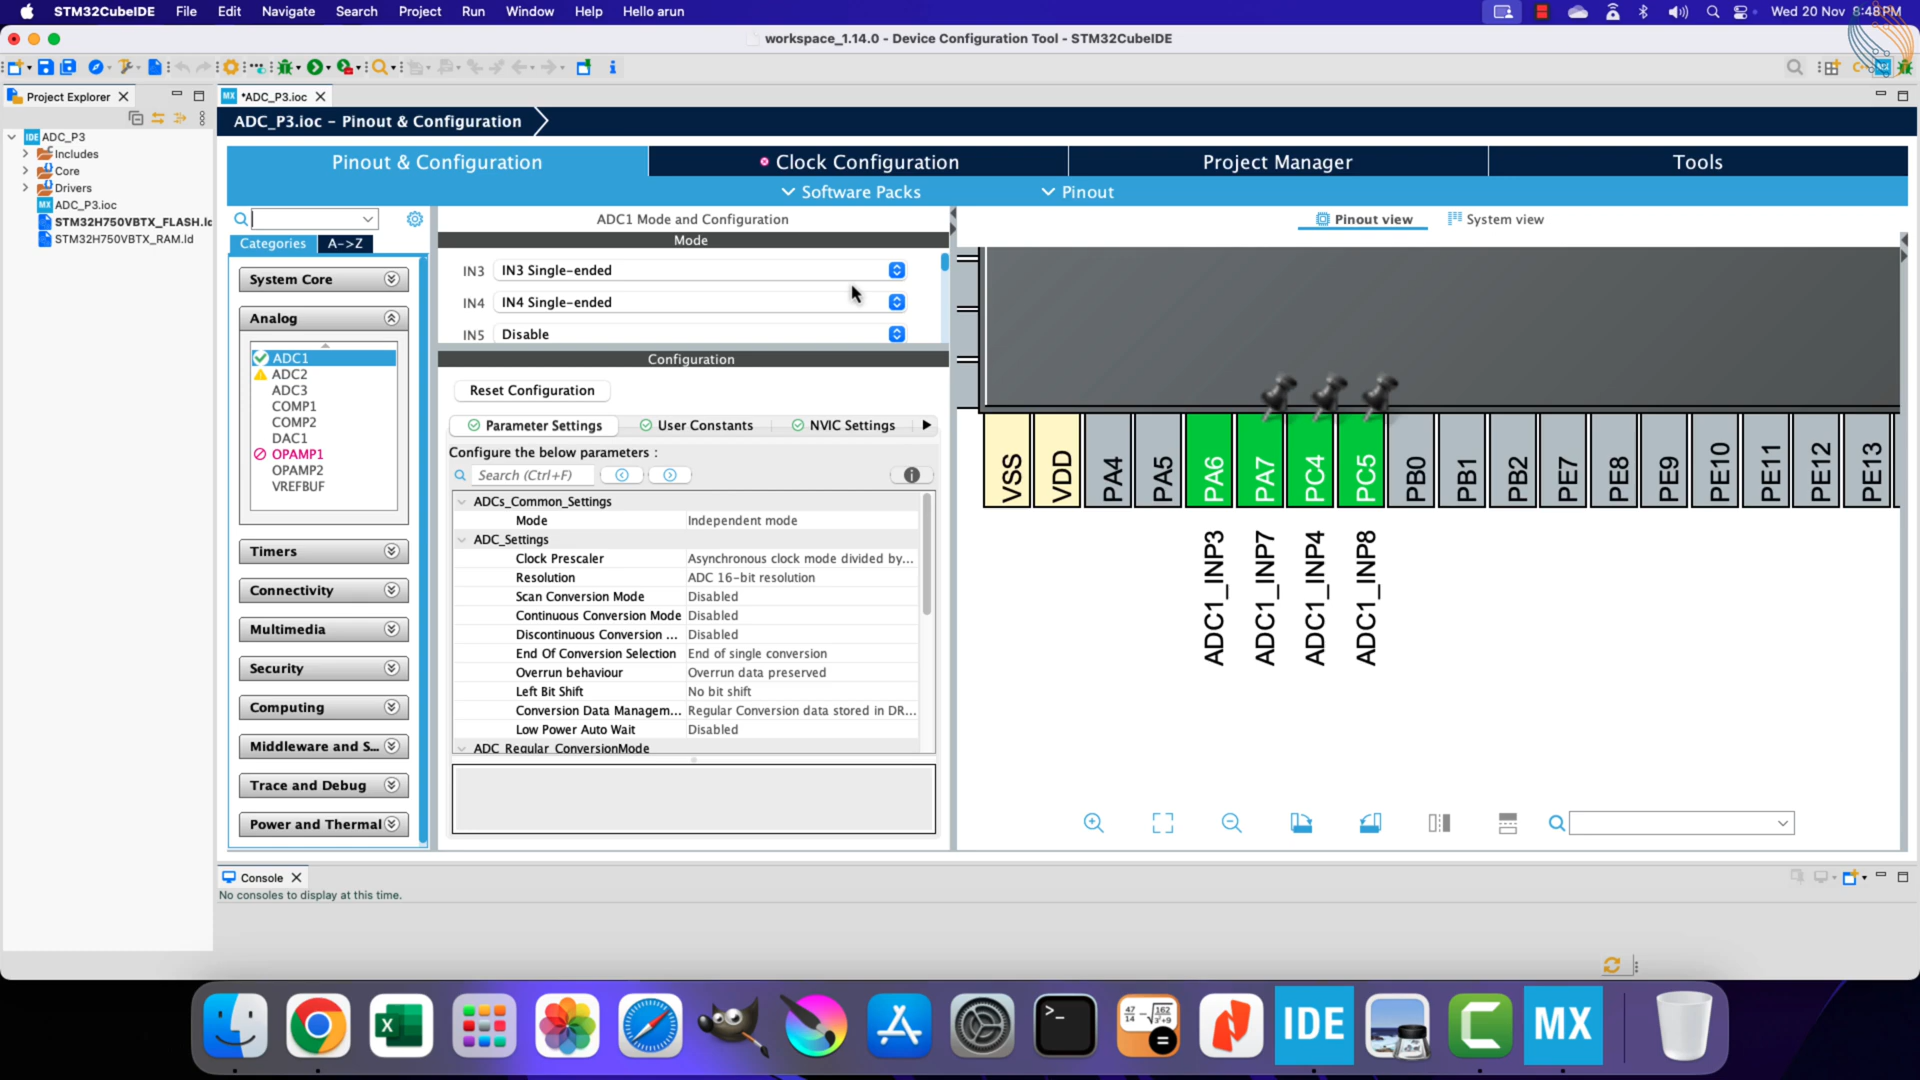 STM32CubeIDE File Edit Navigate Search Project Run Window Help Hello arun Wed 20 Nov 8:48 PM
workspace_1.14.0 - Device Configuration Tool - STM32CubeIDE
Project Explorer
*ADC_P3.ioc
ADC_P3.ioc - Pinout & Configuration
IDE ADC_P3
Includes
Core
Drivers
MX ADC_P3.ioc
STM32H750VBTX_FLASH.lc
STM32H750VBTX_RAM.ld
Pinout & Configuration
Clock Configuration
Project Manager
Tools
Software Packs
Pinout
Categories
A->Z
System Core
Analog
ADC1
ADC2
ADC3
COMP1
COMP2
DAC1
OPAMP1
OPAMP2
VREFBUF
Timers
Connectivity
Multimedia
Security
Computing
Middleware and S...
Trace and Debug
Power and Thermal
ADC1 Mode and Configuration
Mode
IN3 IN3 Single-ended
IN4 IN4 Single-ended
IN5 Disable
Configuration
Reset Configuration
Parameter Settings
User Constants
NVIC Settings
Configure the below parameters :
Search (Ctrl+F)
ADCs_Common_Settings
Mode Independent mode
ADC_Settings
Clock Prescaler Asynchronous clock mode divided by...
Resolution ADC 16-bit resolution
Scan Conversion Mode Disabled
Continuous Conversion Mode Disabled
Discontinuous Conversion ... Disabled
End Of Conversion Selection End of single conversion
Overrun behaviour Overrun data preserved
Left Bit Shift No bit shift
Conversion Data Managem... Regular Conversion data stored in DR...
Low Power Auto Wait Disabled
ADC_Regular_ConversionMode
Pinout view
System view
VSS
VDD
PA4
PA5
PA6
PA7
PC4
PC5
PB0
PB1
PB2
PE7
PE8
PE9
PE10
PE11
PE12
PE13
ADC1_INP3
ADC1_INP7
ADC1_INP4
ADC1_INP8
Console
No consoles to display at this time.
IDE
MX